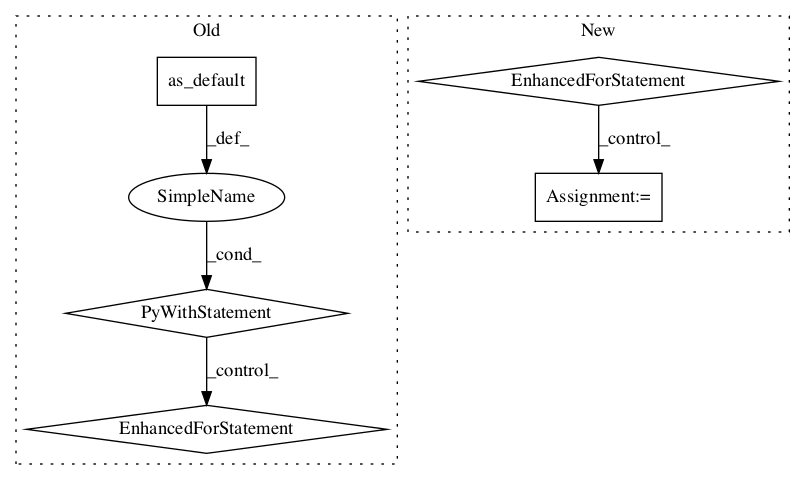 Old
as_default
_def_
SimpleName
_cond_
PyWithStatement
_control_
EnhancedForStatement
New
EnhancedForStatement
_control_
Assignment:=